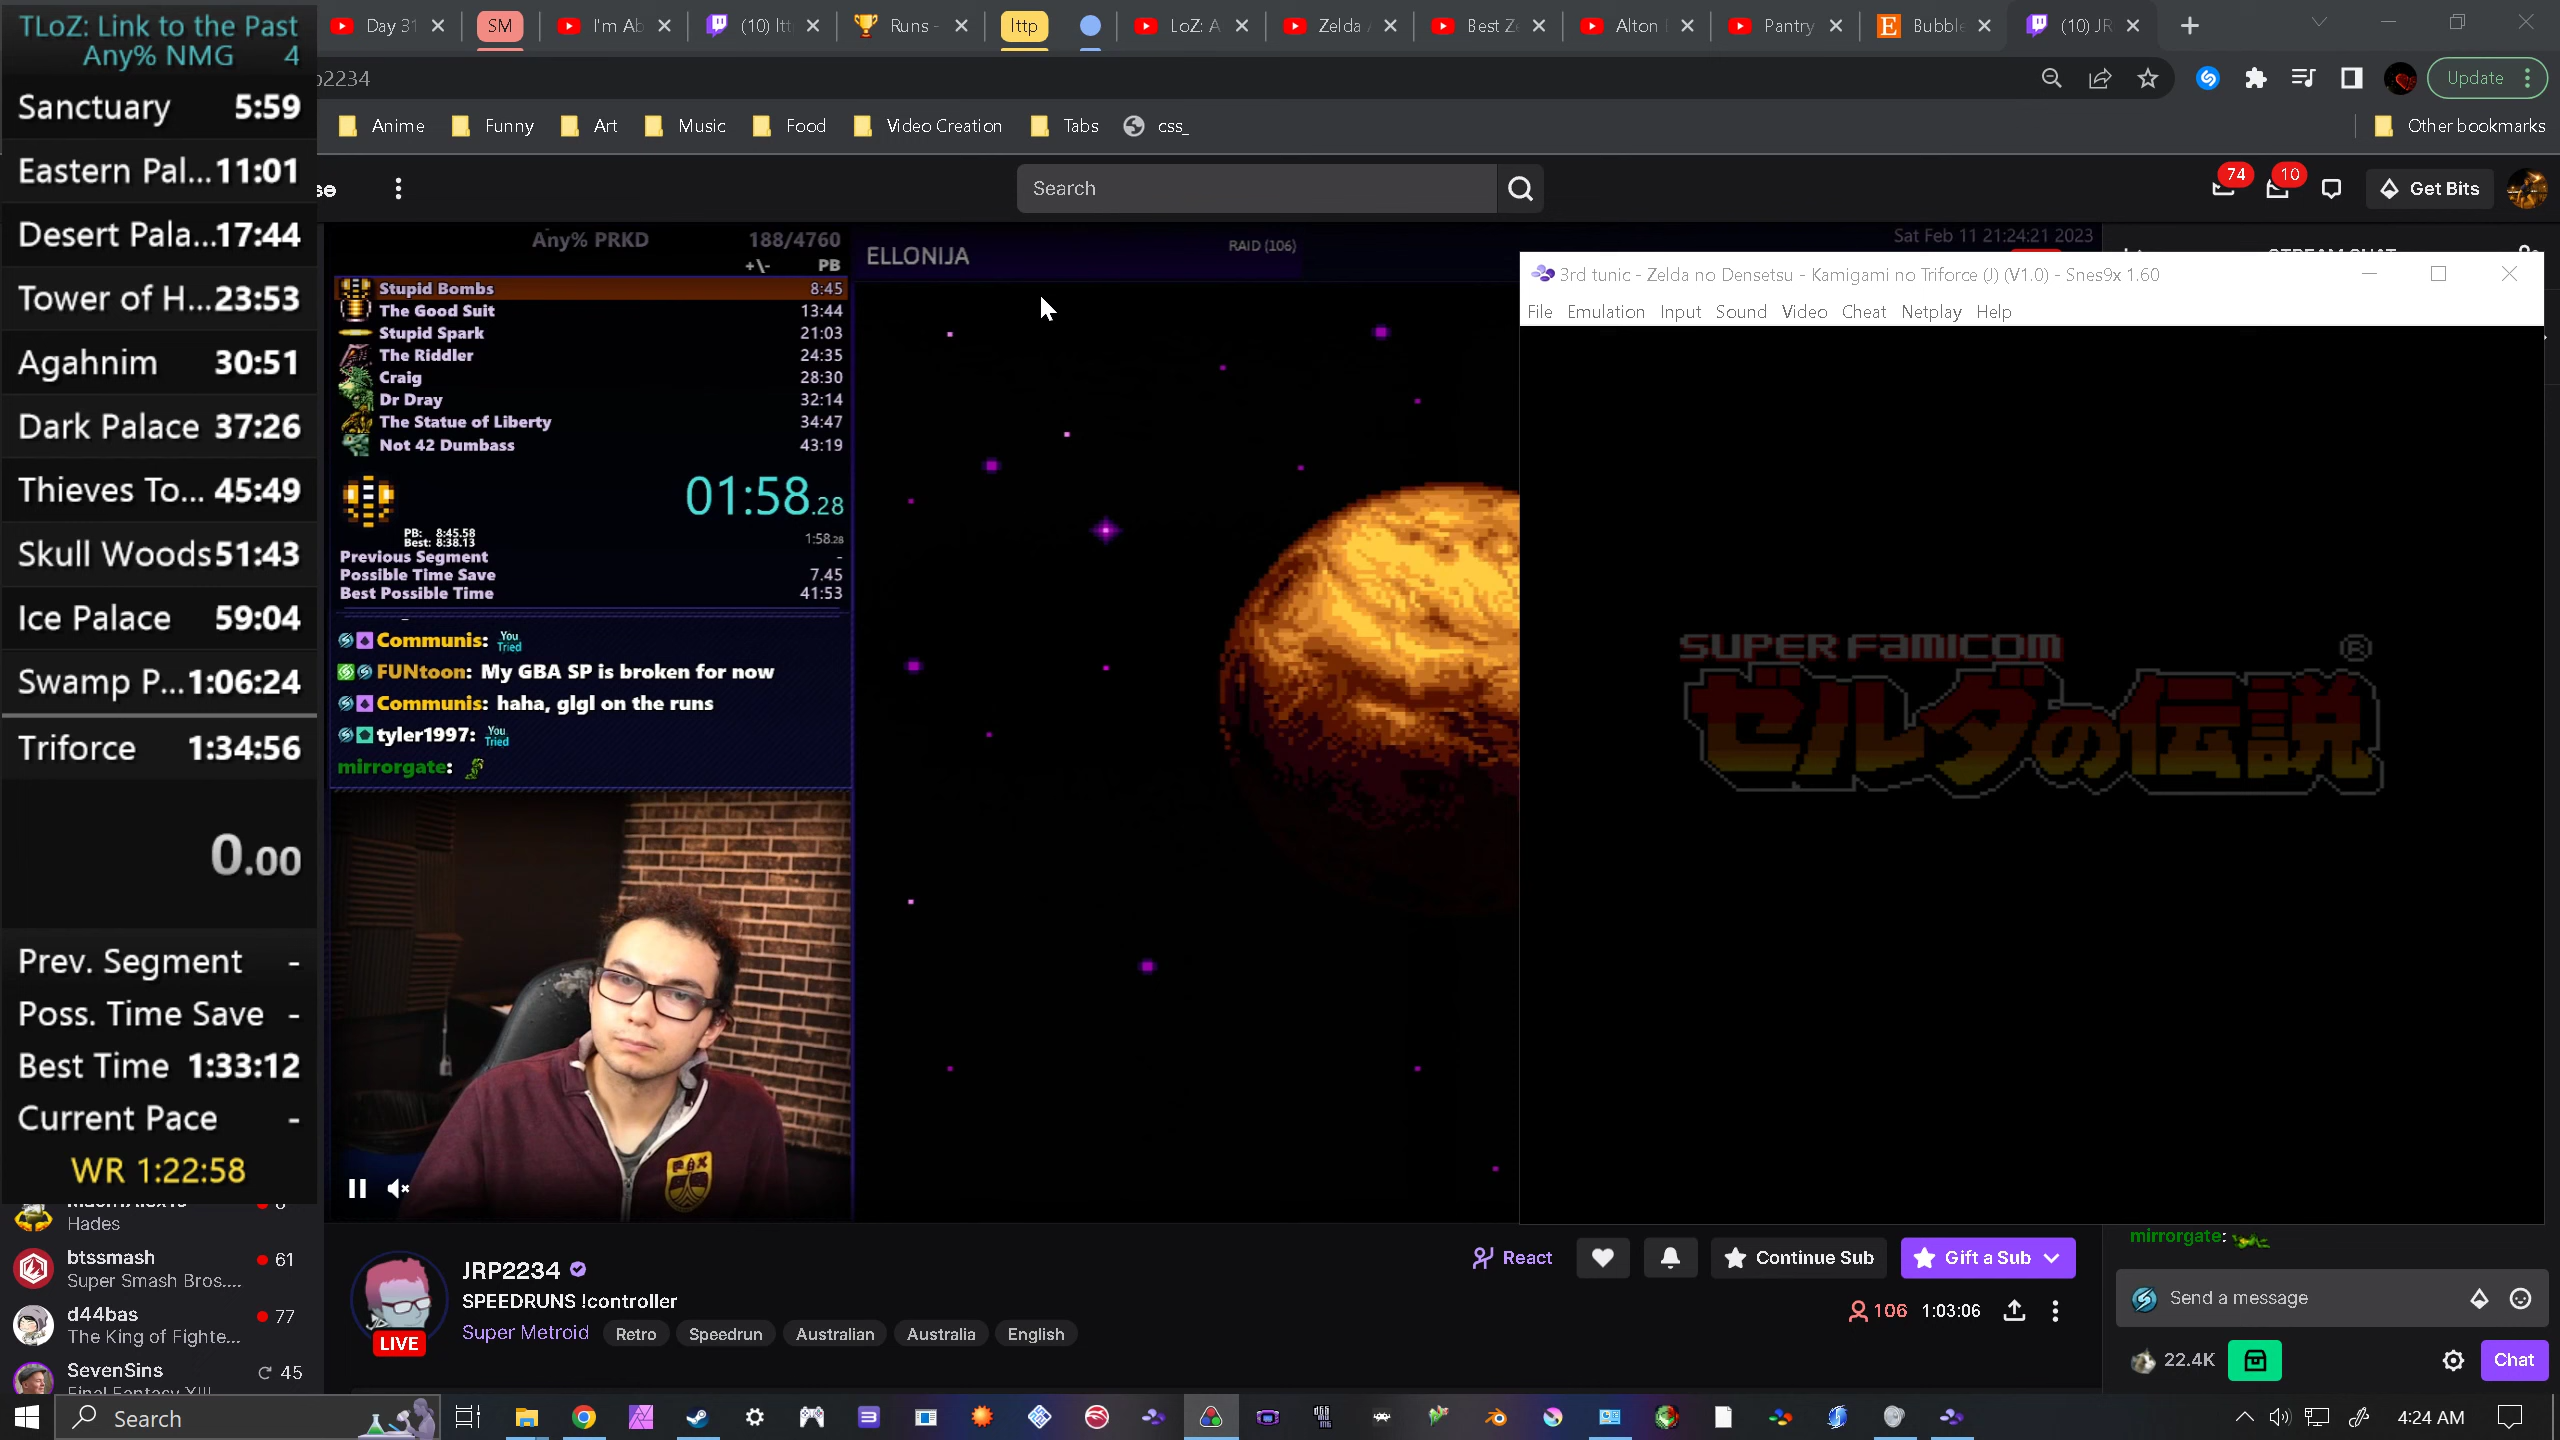 TLoZ: Link to the Past
Any% NMG 4
Sanctuary 5:59
Eastern Pal... 11:01
Desert Pala... 17:44
Tower of H... 23:53
Agahnim 30:51
Dark Palace 37:26
Thieves To... 45:49
Skull Woods 51:43
Ice Palace 59:04
Swamp P... 1:06:24
Triforce 1:34:56
0.00
Prev. Segment -
Poss. Time Save -
Best Time 1:33:12
Current Pace -
WR 1:22:58
Hades
btssmash 61
Super Smash Bros....
d44bas 77
The King of Fighte...
SevenSins 45
Day 31
SM
I'm Ab
(10) ltt
Runs -
lttp
LoZ: A
Zelda
Best Ze
Alton
Pantry
Bubble
(10) JR
p2234
Update
Anime
Funny
Art
Music
Food
Video Creation
Tabs
css_
Other bookmarks
se
Search
74
10
Get Bits
Any% PRKD 188/4760
+\- PB
Stupid Bombs 8:45
The Good Suit 13:44
Stupid Spark 21:03
The Riddler 24:35
Craig 28:30
Dr Dray 32:14
The Statue of Liberty 34:47
Not 42 Dumbass 43:19
01:58.28
PB: 8:45.58
Best: 8:38.13
1:58.28
Previous Segment -
Possible Time Save 7.45
Best Possible Time 41:53
Communis: You Tried
FUNtoon: My GBA SP is broken for now
Communis: haha, glgl on the runs
tyler1997: You Tried
mirrorgate:
ELLONIJA
RAID (106)
Sat Feb 11 21:24:21 2023
3rd tunic - Zelda no Densetsu - Kamigami no Triforce (J) (V1.0) - Snes9x 1.60
File Emulation Input Sound Video Cheat Netplay Help
SUPER FAMICOM ®
ゼルダの伝説
LIVE
JRP2234
SPEEDRUNS !controller
Super Metroid
Retro
Speedrun
Australian
Australia
English
React
Continue Sub
Gift a Sub
106 1:03:06
mirrorgate:
Send a message
22.4K
Chat
Search
4:24 AM